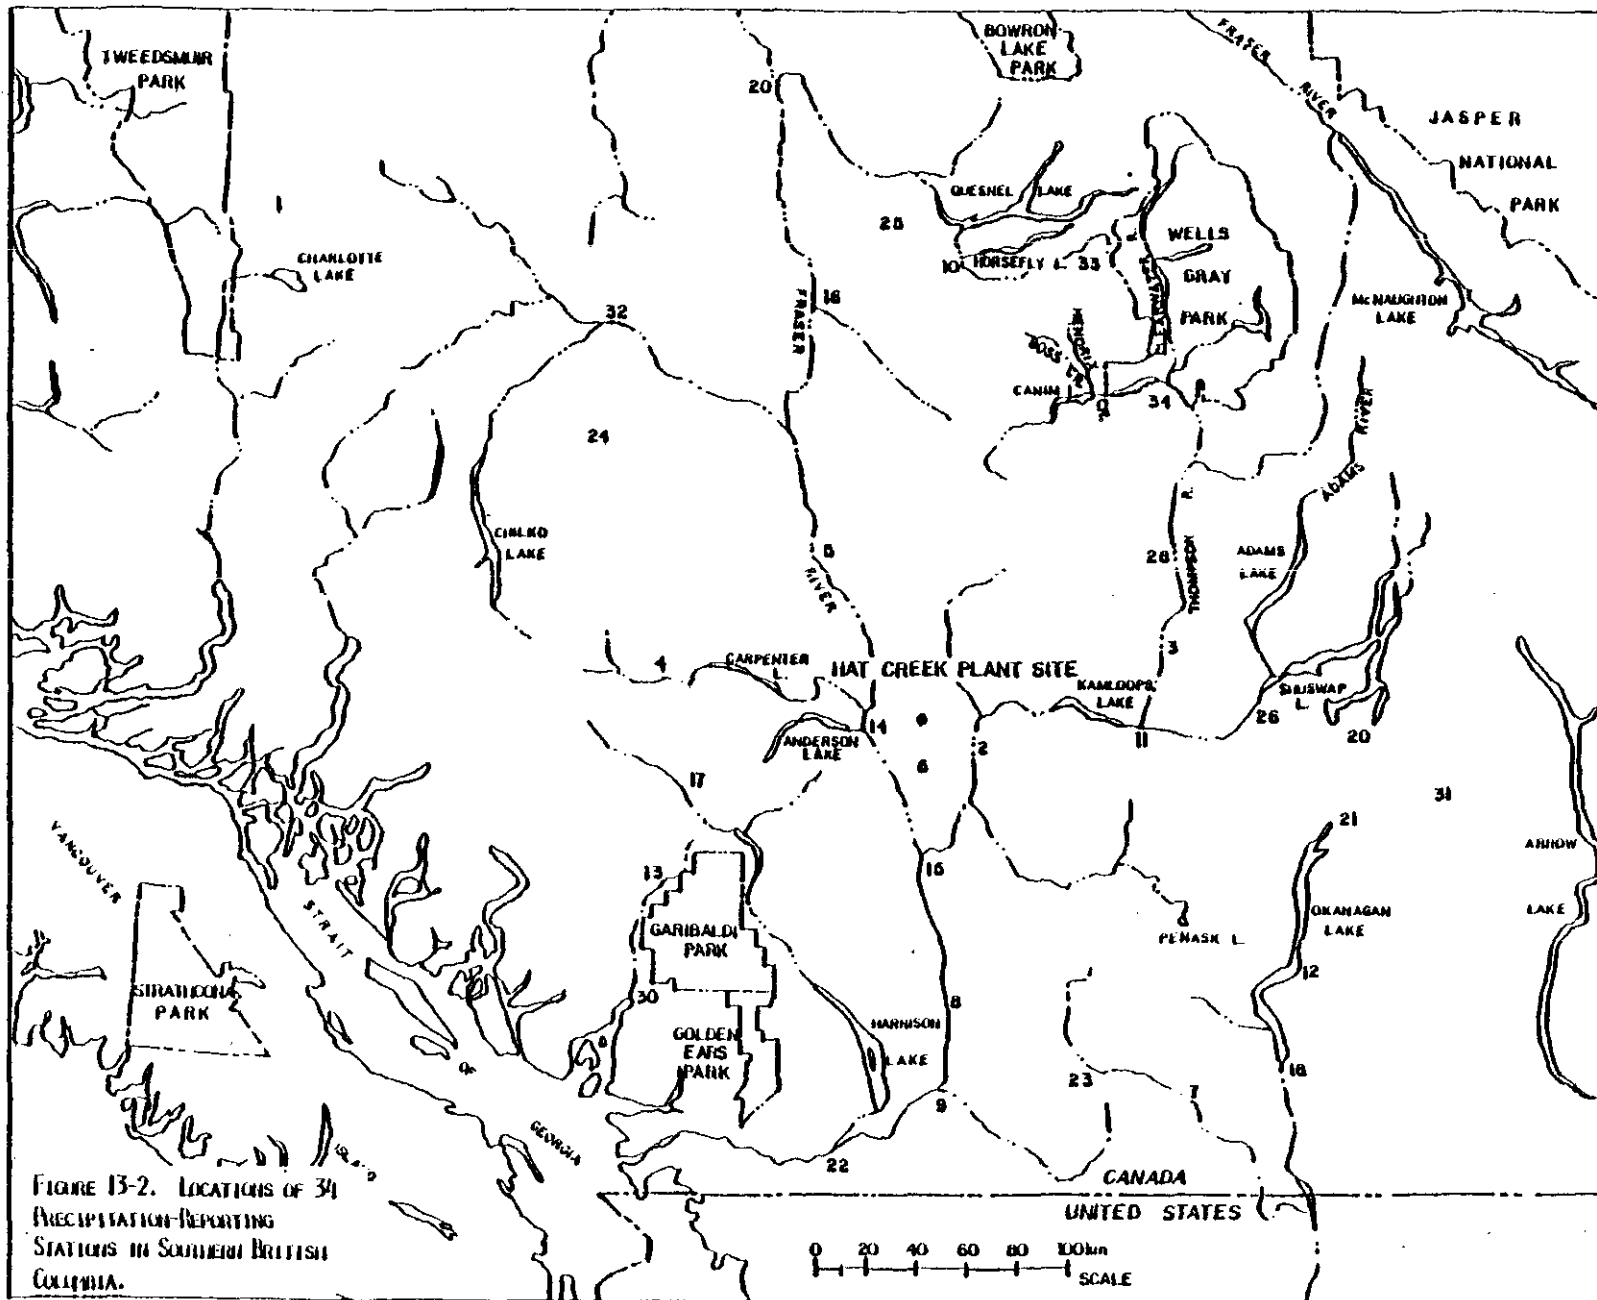 TWEEDSMUIR
PARK
BOWRON
LAKE
PARK
FRASER
RIVER
JASPER
NATIONAL
PARK
20
1
QUESNEL LAKE
25
WELLS
GRAY
PARK
10
HORSEFLY L.
33
CHARLOTTE
LAKE
32
FRASER
16
McNAUGHTON
LAKE
CANIM L.
34
24
ADAMS
RIVER
R.
CHILKO
LAKE
5
RIVER
28
THOMPSON
ADAMS
LAKE
3
4
CARPENTER
L.
HAT CREEK PLANT SITE
KAMLOOPS
LAKE
SHUSWAP
L.
26
20
14
ANDERSON
LAKE
2
11
6
17
31
21
VANCOUVER
13
15
ARROW
LAKE
STRAIT
GARIBALDI
PARK
OKANAGAN
LAKE
PENASK L.
12
STRATHCONA
PARK
30
8
HARRISON
LAKE
GOLDEN
EARS
PARK
OF
23
7
18
9
GEORGIA
ISLAND
22
CANADA
UNITED STATES
FIGURE 13-2. LOCATIONS OF 34
PRECIPITATION-REPORTING
STATIONS IN SOUTHERN BRITISH
COLUMBIA.
0 20 40 60 80 100km
SCALE